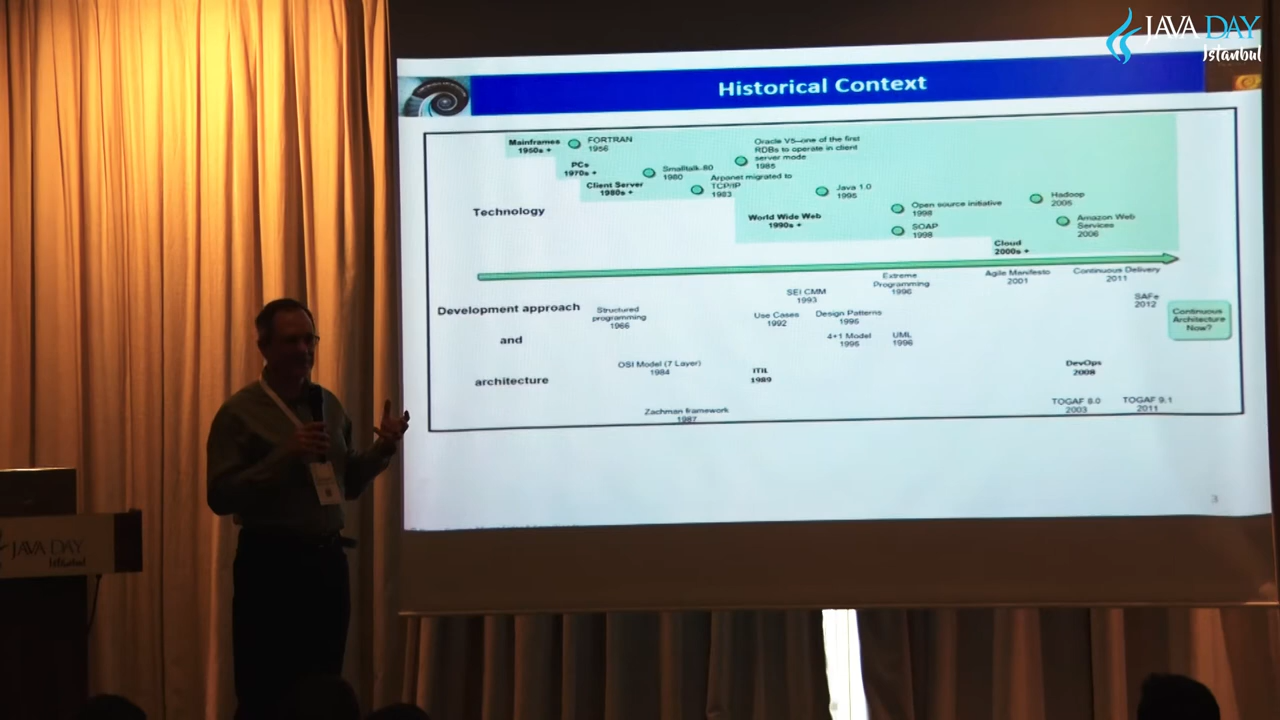 JAVA DAY
Istanbul
Historical Context
Mainframes
1950s +
FORTRAN
1956
PCs
1970s +
Smalltalk-80
1980
Oracle V5-one of the first
RDBs to operate in client
server mode
1985
Client Server
1980s +
Arpanet migrated to
TCP/IP
1983
Java 1.0
1995
Technology
World Wide Web
1990s +
Open source initiative
1998
SOAP
1998
Hadoop
2005
Amazon Web
Services
2006
Cloud
2000s +
Development approach
and
architecture
Structured
programming
1966
SEI CMM
1993
Extreme
Programming
1996
Agile Manifesto
2001
Continuous Delivery
2011
Use Cases
1992
Design Patterns
1995
4+1 Model
1995
UML
1996
SAFe
2012
Continuous
Architecture
Now?
OSI Model (7 Layer)
1984
ITIL
1989
DevOps
2008
Zachman framework
1987
TOGAF 8.0
2003
TOGAF 9.1
2011
3
JAVA DAY
Istanbul